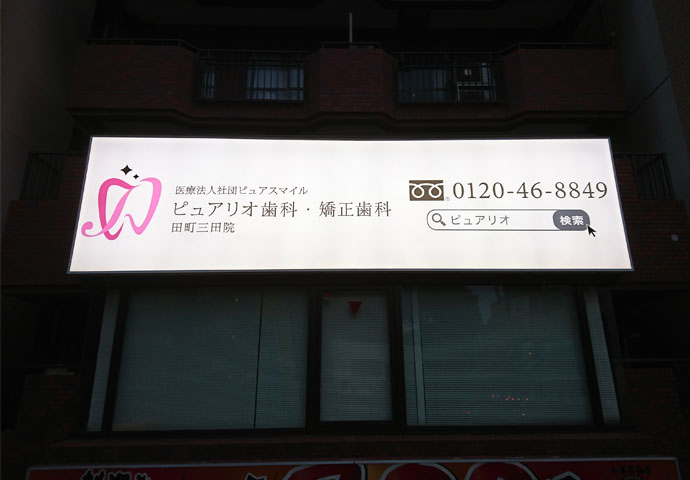 医療法人社団ピュアスマイル
ピュアリオ歯科・矯正歯科
田町三田院
0120-46-8849
ピュアリオ 検索